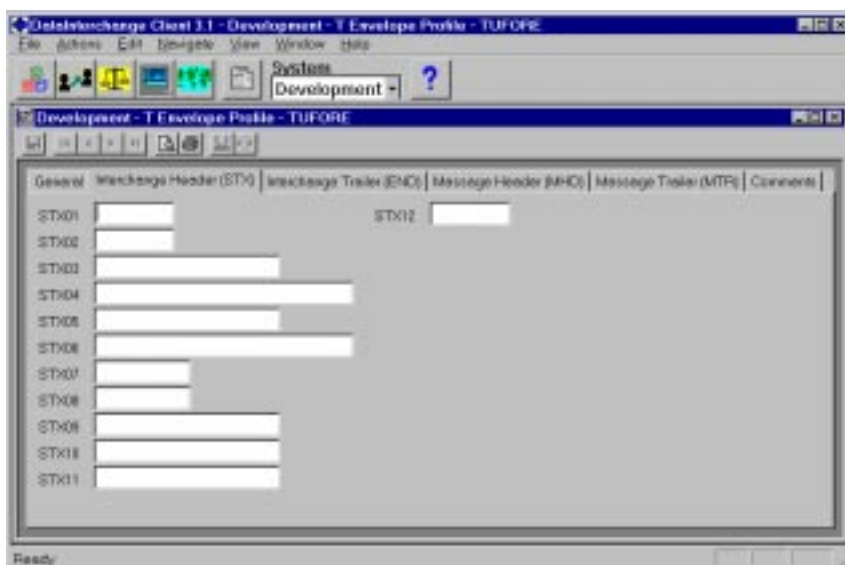 DataInterchange Client 3.1 - Development - T Envelope Profile - TUFORE
File Actions Edit Navigate View Window Help
System
Development
?
Development - T Envelope Profile - TUFORE
General Interchange Header (STX) Interchange Trailer (END) Message Header (MHD) Message Trailer (MTR) Comments
STX01 STX12
STX02
STX03
STX04
STX05
STX06
STX07
STX08
STX09
STX10
STX11
Ready